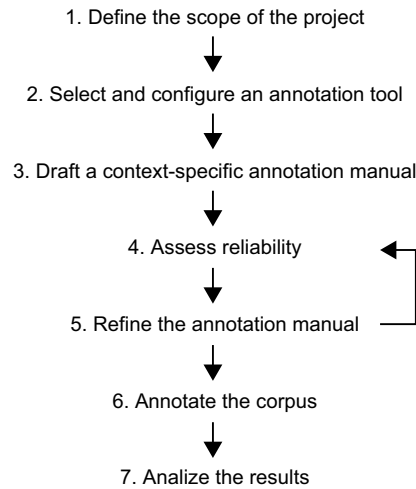 1. Define the scope of the project
2. Select and configure an annotation tool
3. Draft a context-specific annotation manual
4. Assess reliability
5. Refine the annotation manual
6. Annotate the corpus
7. Analize the results